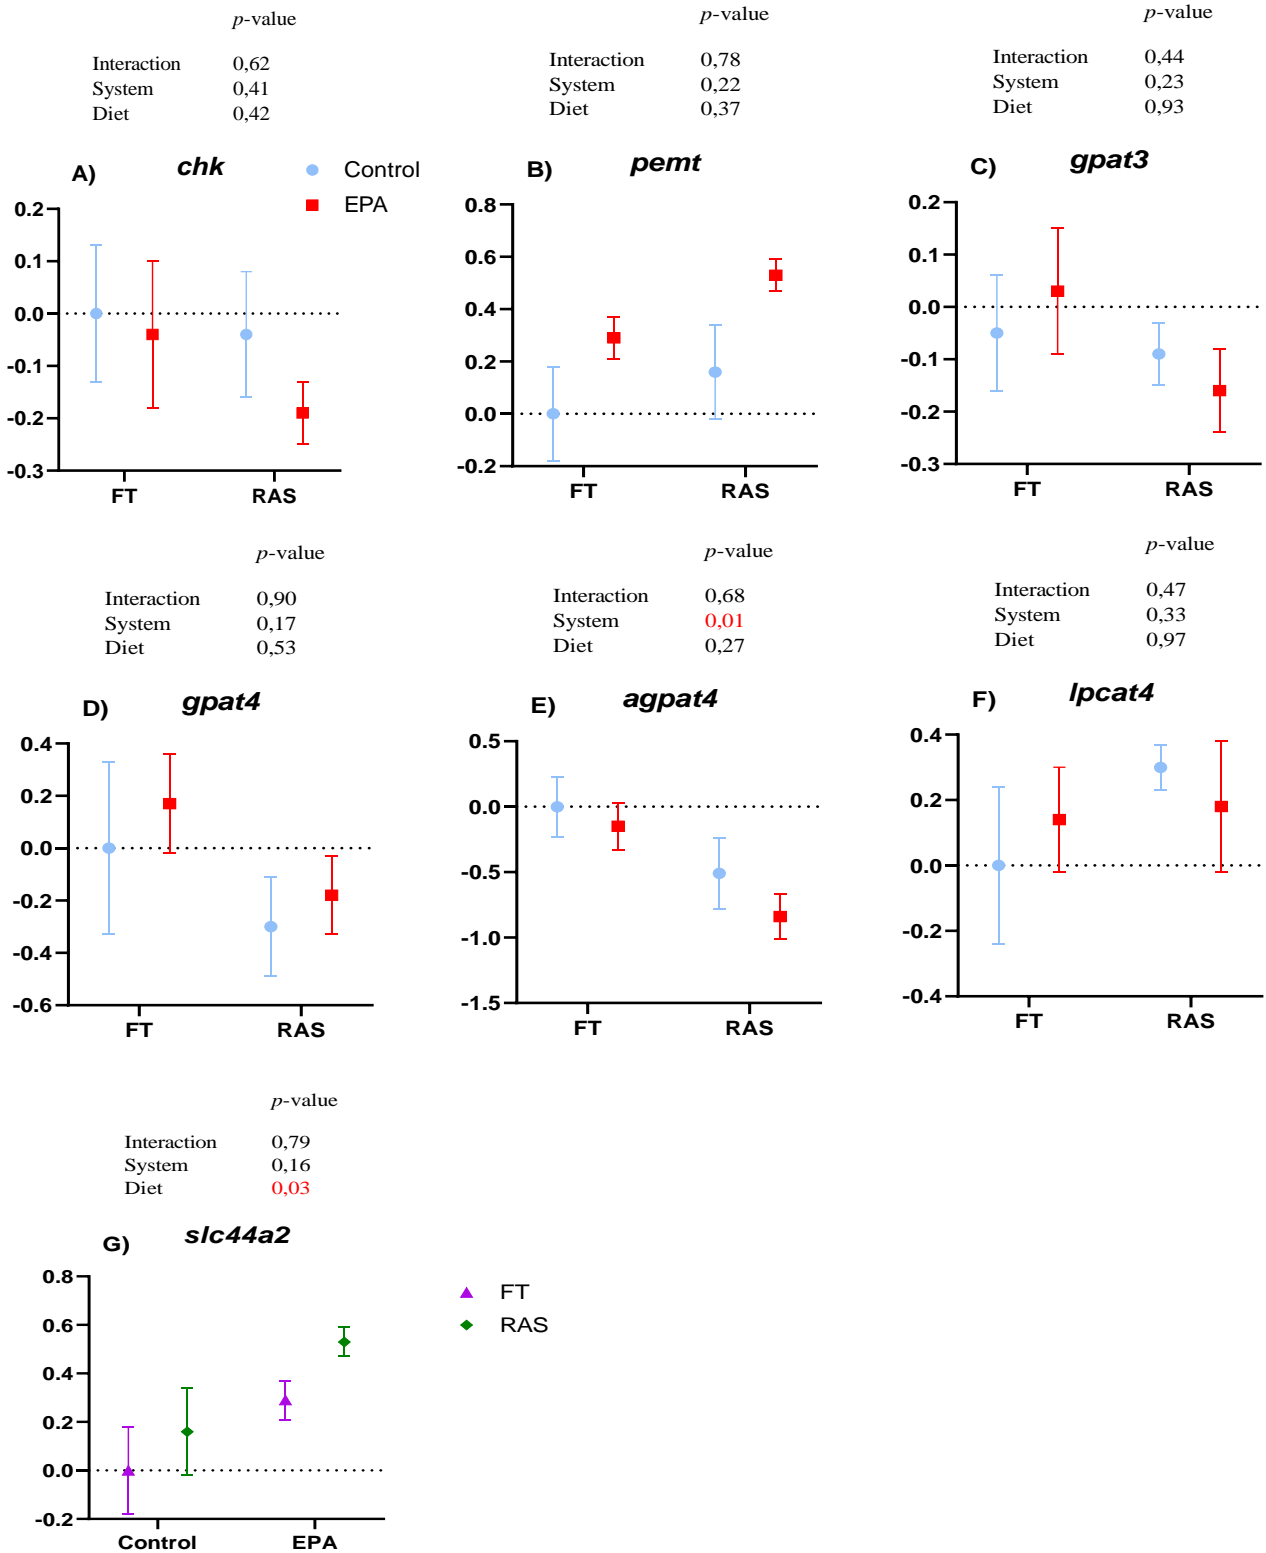 p-value
Interaction 0,62
System 0,41
Diet 0,42
A) chk
Control
EPA
0.2
0.1
0.0
-0.1
-0.2
-0.3
FT RAS
p-value
Interaction 0,78
System 0,22
Diet 0,37
B) pemt
0.8
0.6
0.4
0.2
0.0
-0.2
FT RAS
p-value
Interaction 0,44
System 0,23
Diet 0,93
C) gpat3
0.2
0.1
0.0
-0.1
-0.2
-0.3
FT RAS
p-value
Interaction 0,90
System 0,17
Diet 0,53
D) gpat4
0.4
0.2
0.0
-0.2
-0.4
-0.6
FT RAS
p-value
Interaction 0,68
System 0,01
Diet 0,27
E) agpat4
0.5
0.0
-0.5
-1.0
-1.5
FT RAS
p-value
Interaction 0,47
System 0,33
Diet 0,97
F) lpcat4
0.4
0.2
0.0
-0.2
-0.4
FT RAS
p-value
Interaction 0,79
System 0,16
Diet 0,03
G) slc44a2
0.8
0.6
0.4
0.2
0.0
-0.2
Control EPA
FT
RAS